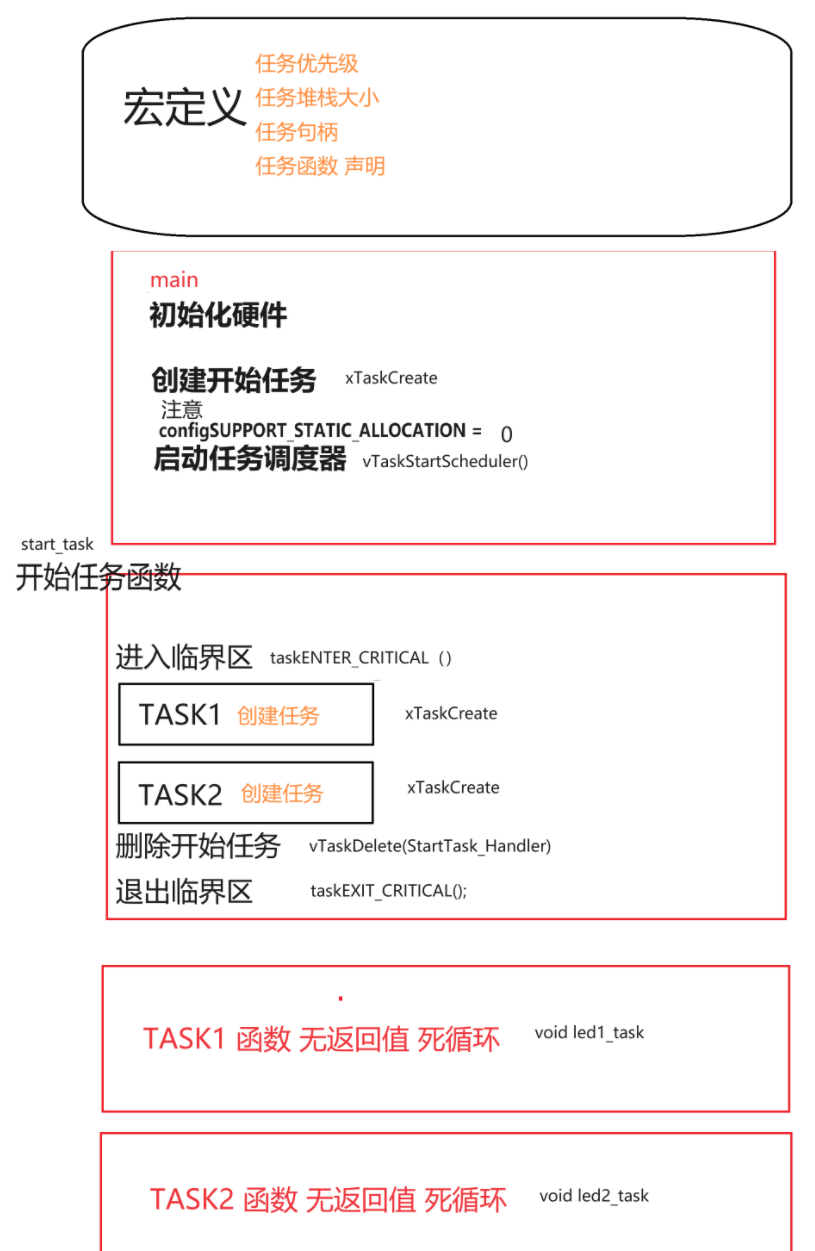 宏定义
任务优先级
任务堆栈大小
任务句柄
任务函数 声明
main
初始化硬件
创建开始任务 xTaskCreate
注意
configSUPPORT_STATIC_ALLOCATION = 0
启动任务调度器 vTaskStartScheduler()
start_task
开始任务函数
进入临界区 taskENTER_CRITICAL（）
TASK1 创建任务 xTaskCreate
TASK2 创建任务 xTaskCreate
删除开始任务 vTaskDelete(StartTask_Handler)
退出临界区 taskEXIT_CRITICAL();
TASK1 函数 无返回值 死循环 void led1_task
TASK2 函数 无返回值 死循环 void led2_task